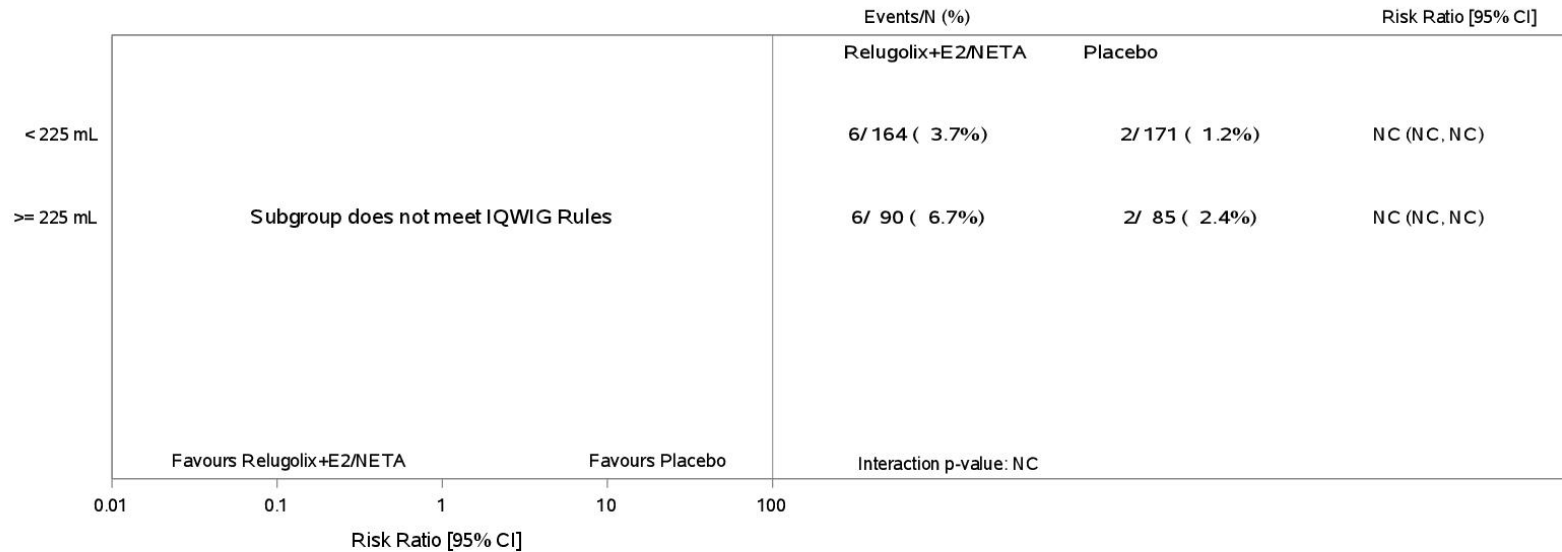 Events/N (%) Risk Ratio [95% CI]
Relugolix+E2/NETA Placebo
< 225 mL 6/ 164 ( 3.7%) 2/ 171 ( 1.2%) NC (NC, NC)
>= 225 mL Subgroup does not meet IQWIG Rules 6/ 90 ( 6.7%) 2/ 85 ( 2.4%) NC (NC, NC)
Favours Relugolix+E2/NETA Favours Placebo Interaction p-value: NC
0.01 0.1 1 10 100
Risk Ratio [95% CI]